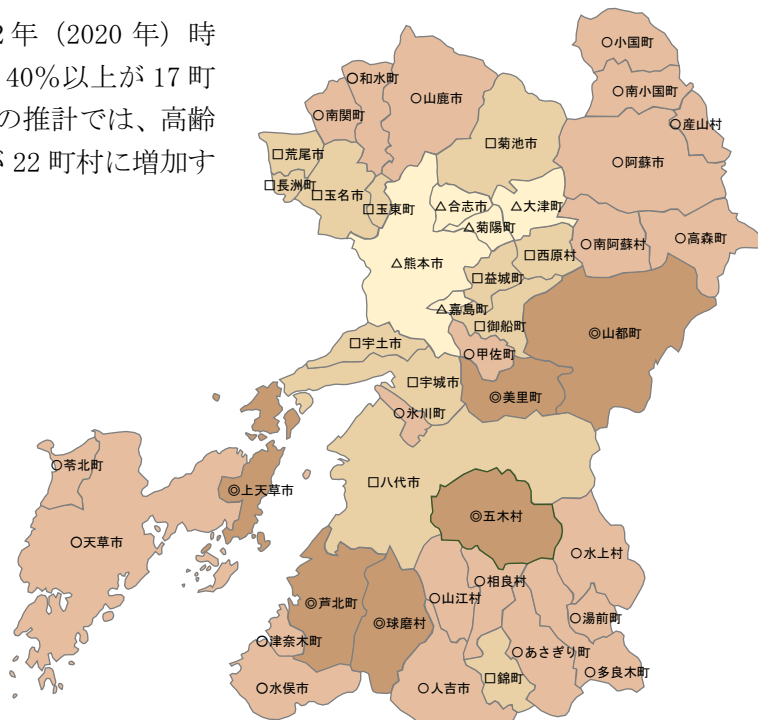 2年（2020 年）時
40％以上が 17 町
の推計では、高齢
が 22 町村に増加す
○小国町
○和水町
○南小国町
○山鹿市
○南関町
○産山村
□菊池市
□荒尾市
○阿蘇市
□長洲町
□玉名市
□玉東町
△合志市
△大津町
△菊陽町
○南阿蘇村
○高森町
□西原村
△熊本市
□益城町
△嘉島町
□御船町
◎山都町
□宇土市
○甲佐町
□宇城市
◎美里町
○氷川町
○苓北町
□八代市
◎上天草市
◎五木村
○天草市
○水上村
○相良村
○山江村
◎芦北町
○湯前町
◎球磨村
○津奈木町
○あさぎり町
○多良木町
□錦町
○水俣市
○人吉市